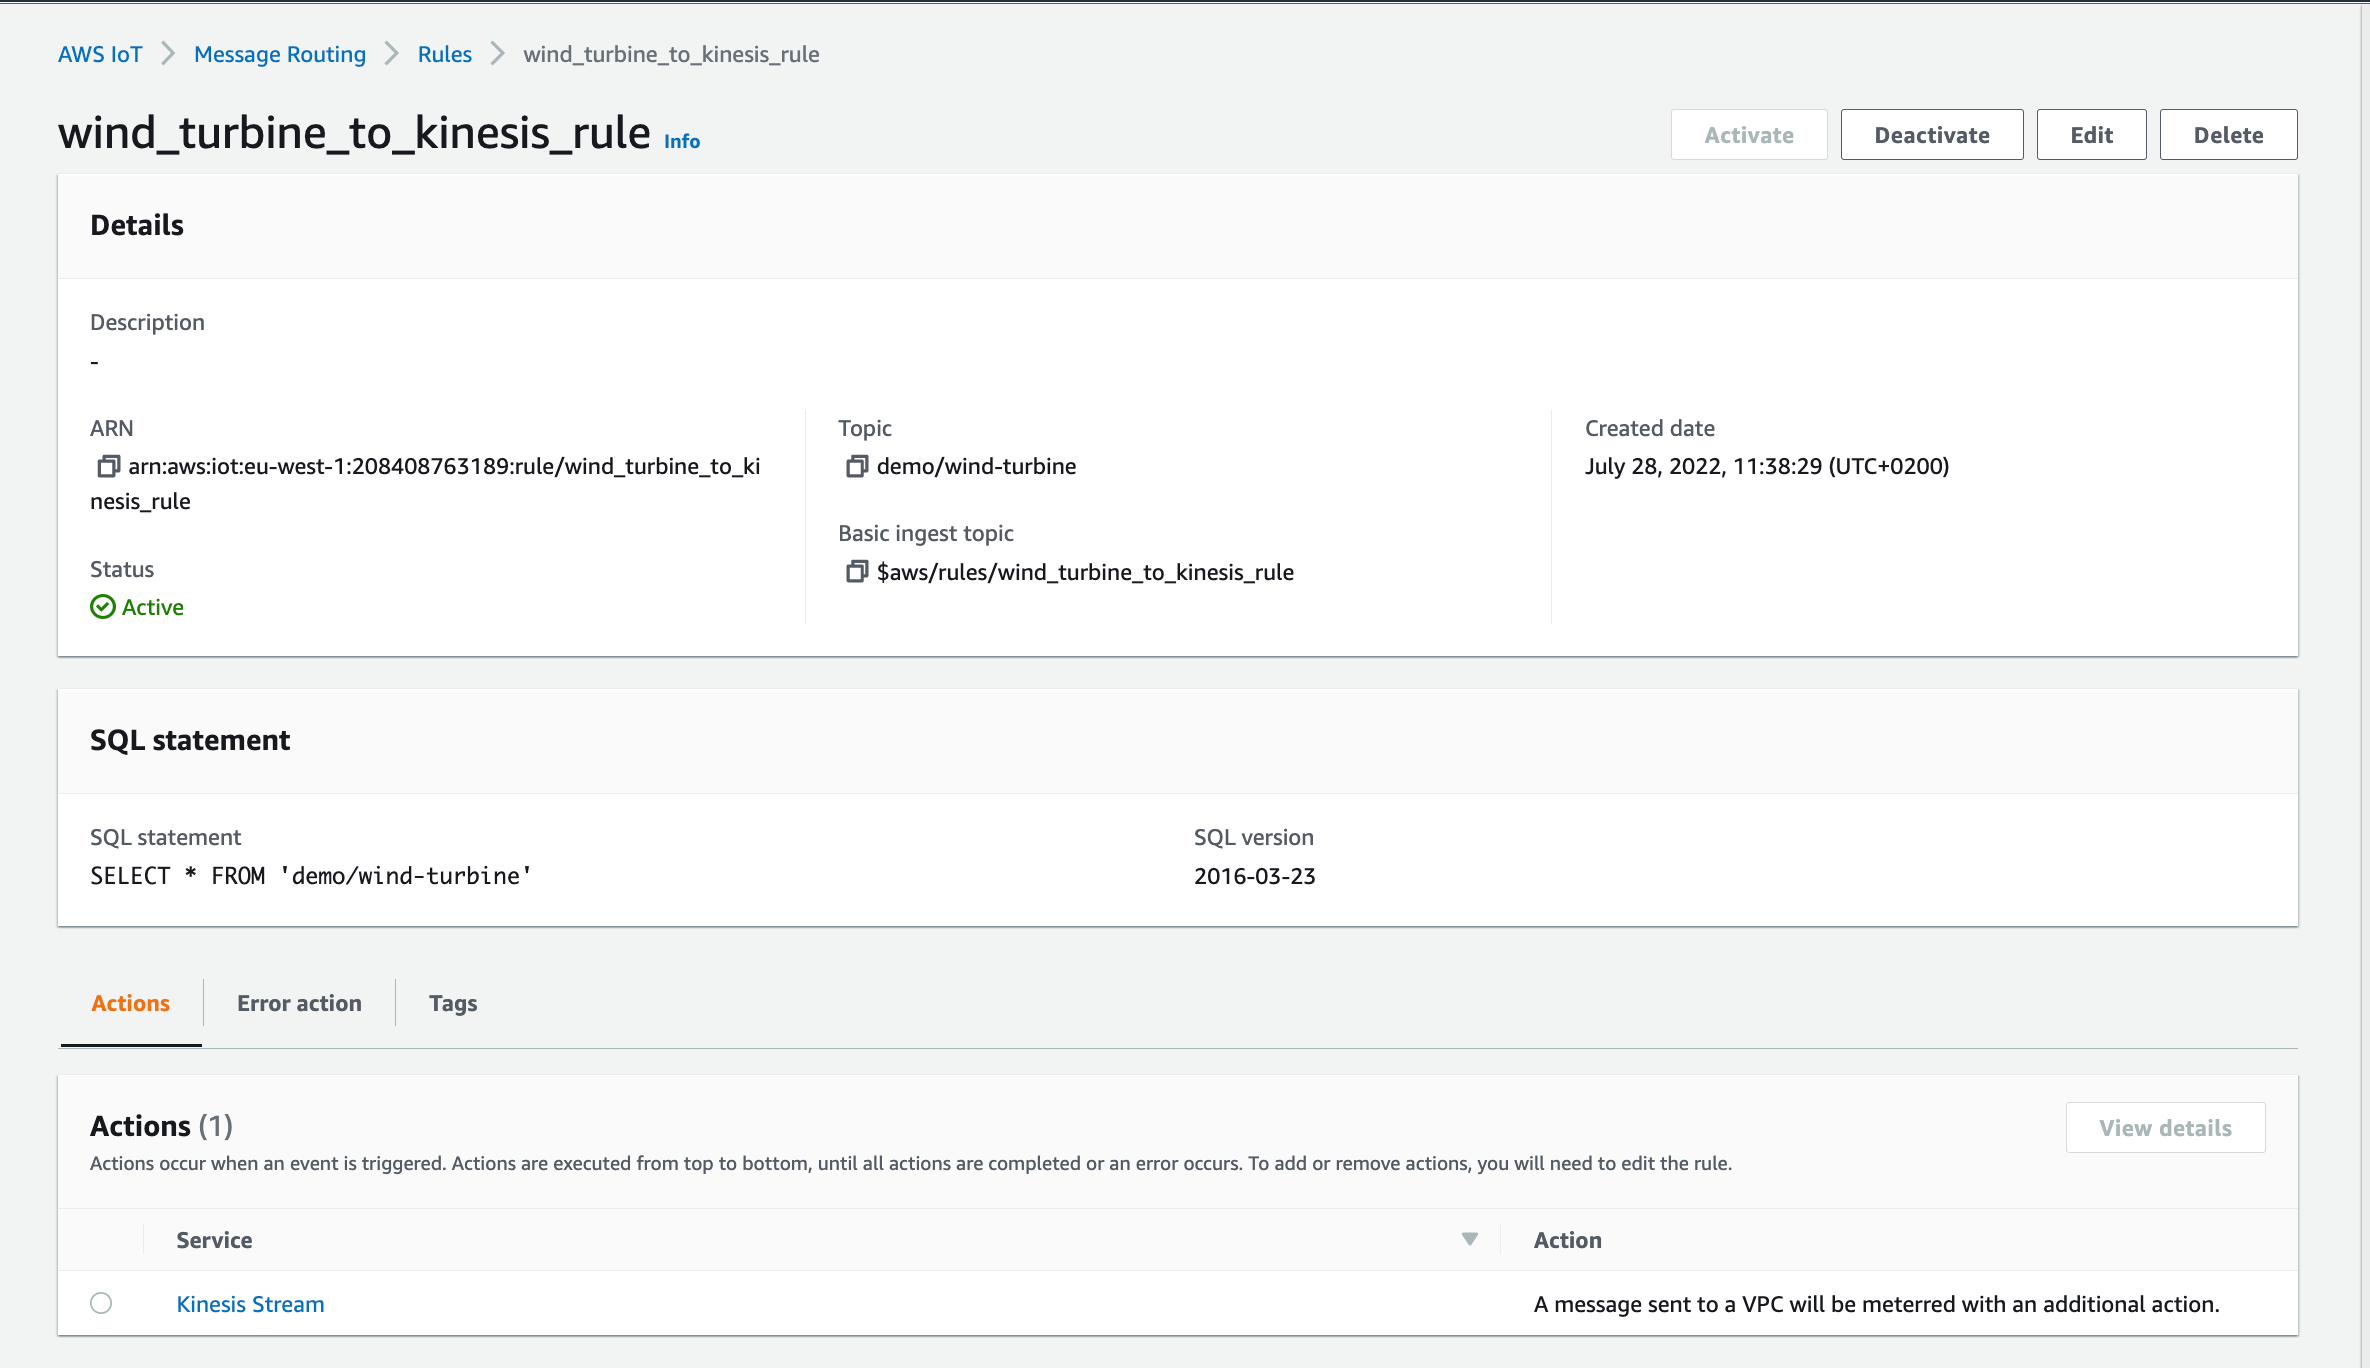 AWS IoT > Message Routing > Rules > wind_turbine_to_kinesis_rule
wind_turbine_to_kinesis_rule Info
Activate Deactivate Edit Delete
Details
Description
-
ARN
arn:aws:iot:eu-west-1:208408763189:rule/wind_turbine_to_ki
nesis_rule
Status
Active
Topic
demo/wind-turbine
Basic ingest topic
$aws/rules/wind_turbine_to_kinesis_rule
Created date
July 28, 2022, 11:38:29 (UTC+0200)
SQL statement
SQL statement
SELECT * FROM 'demo/wind-turbine'
SQL version
2016-03-23
Actions Error action Tags
Actions (1)
View details
Actions occur when an event is triggered. Actions are executed from top to bottom, until all actions are completed or an error occurs. To add or remove actions, you will need to edit the rule.
Service Action
Kinesis Stream A message sent to a VPC will be meterred with an additional action.